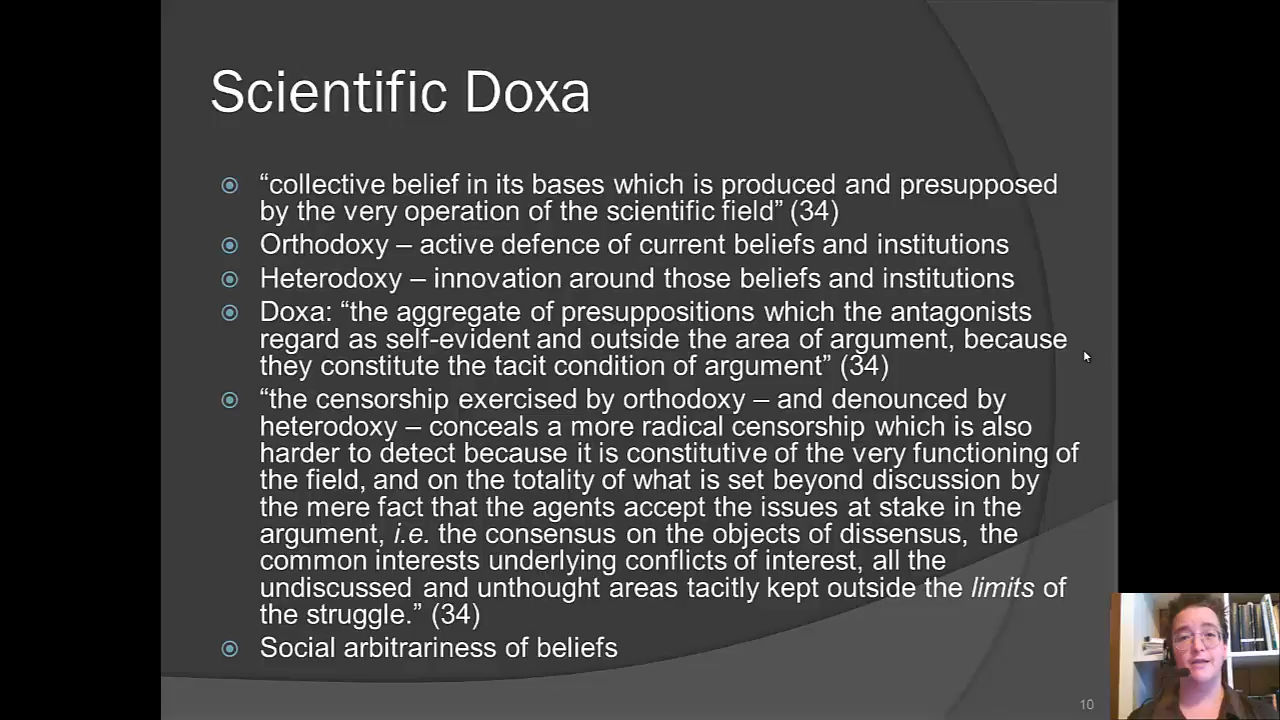 Scientific Doxa
“collective belief in its bases which is produced and presupposed
by the very operation of the scientific field” (34)
Orthodoxy – active defence of current beliefs and institutions
Heterodoxy – innovation around those beliefs and institutions
Doxa: “the aggregate of presuppositions which the antagonists
regard as self-evident and outside the area of argument, because
they constitute the tacit condition of argument” (34)
“the censorship exercised by orthodoxy – and denounced by
heterodoxy – conceals a more radical censorship which is also
harder to detect because it is constitutive of the very functioning of
the field, and on the totality of what is set beyond discussion by
the mere fact that the agents accept the issues at stake in the
argument, i.e. the consensus on the objects of dissensus, the
common interests underlying conflicts of interest, all the
undiscussed and unthought areas tacitly kept outside the limits of
the struggle.” (34)
Social arbitrariness of beliefs
10